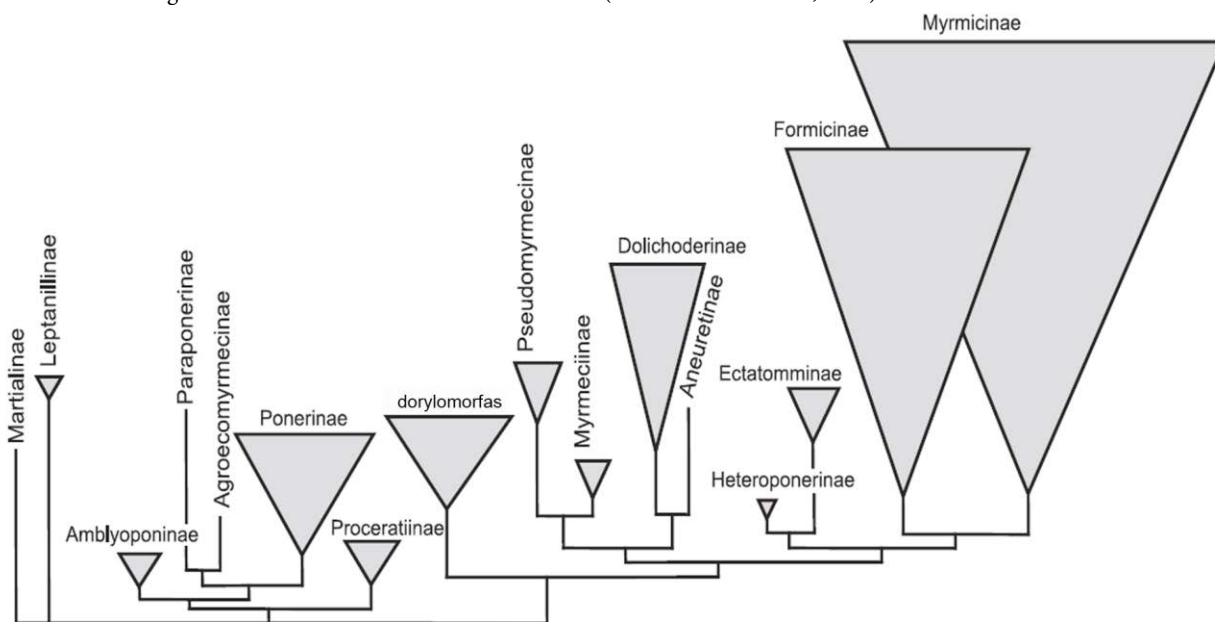 Myrmicinae
Formicinae
Dolichoderinae
Pseudomyrmecinae
Aneuretinae
Leptanillinae
Paraponerinae
Ectatomminae
Myrmeciinae
Agroecomyrmecinae
dorylomorfas
Ponerinae
Martialinae
Heteroponerinae
Amblyoponinae
Proceratiinae